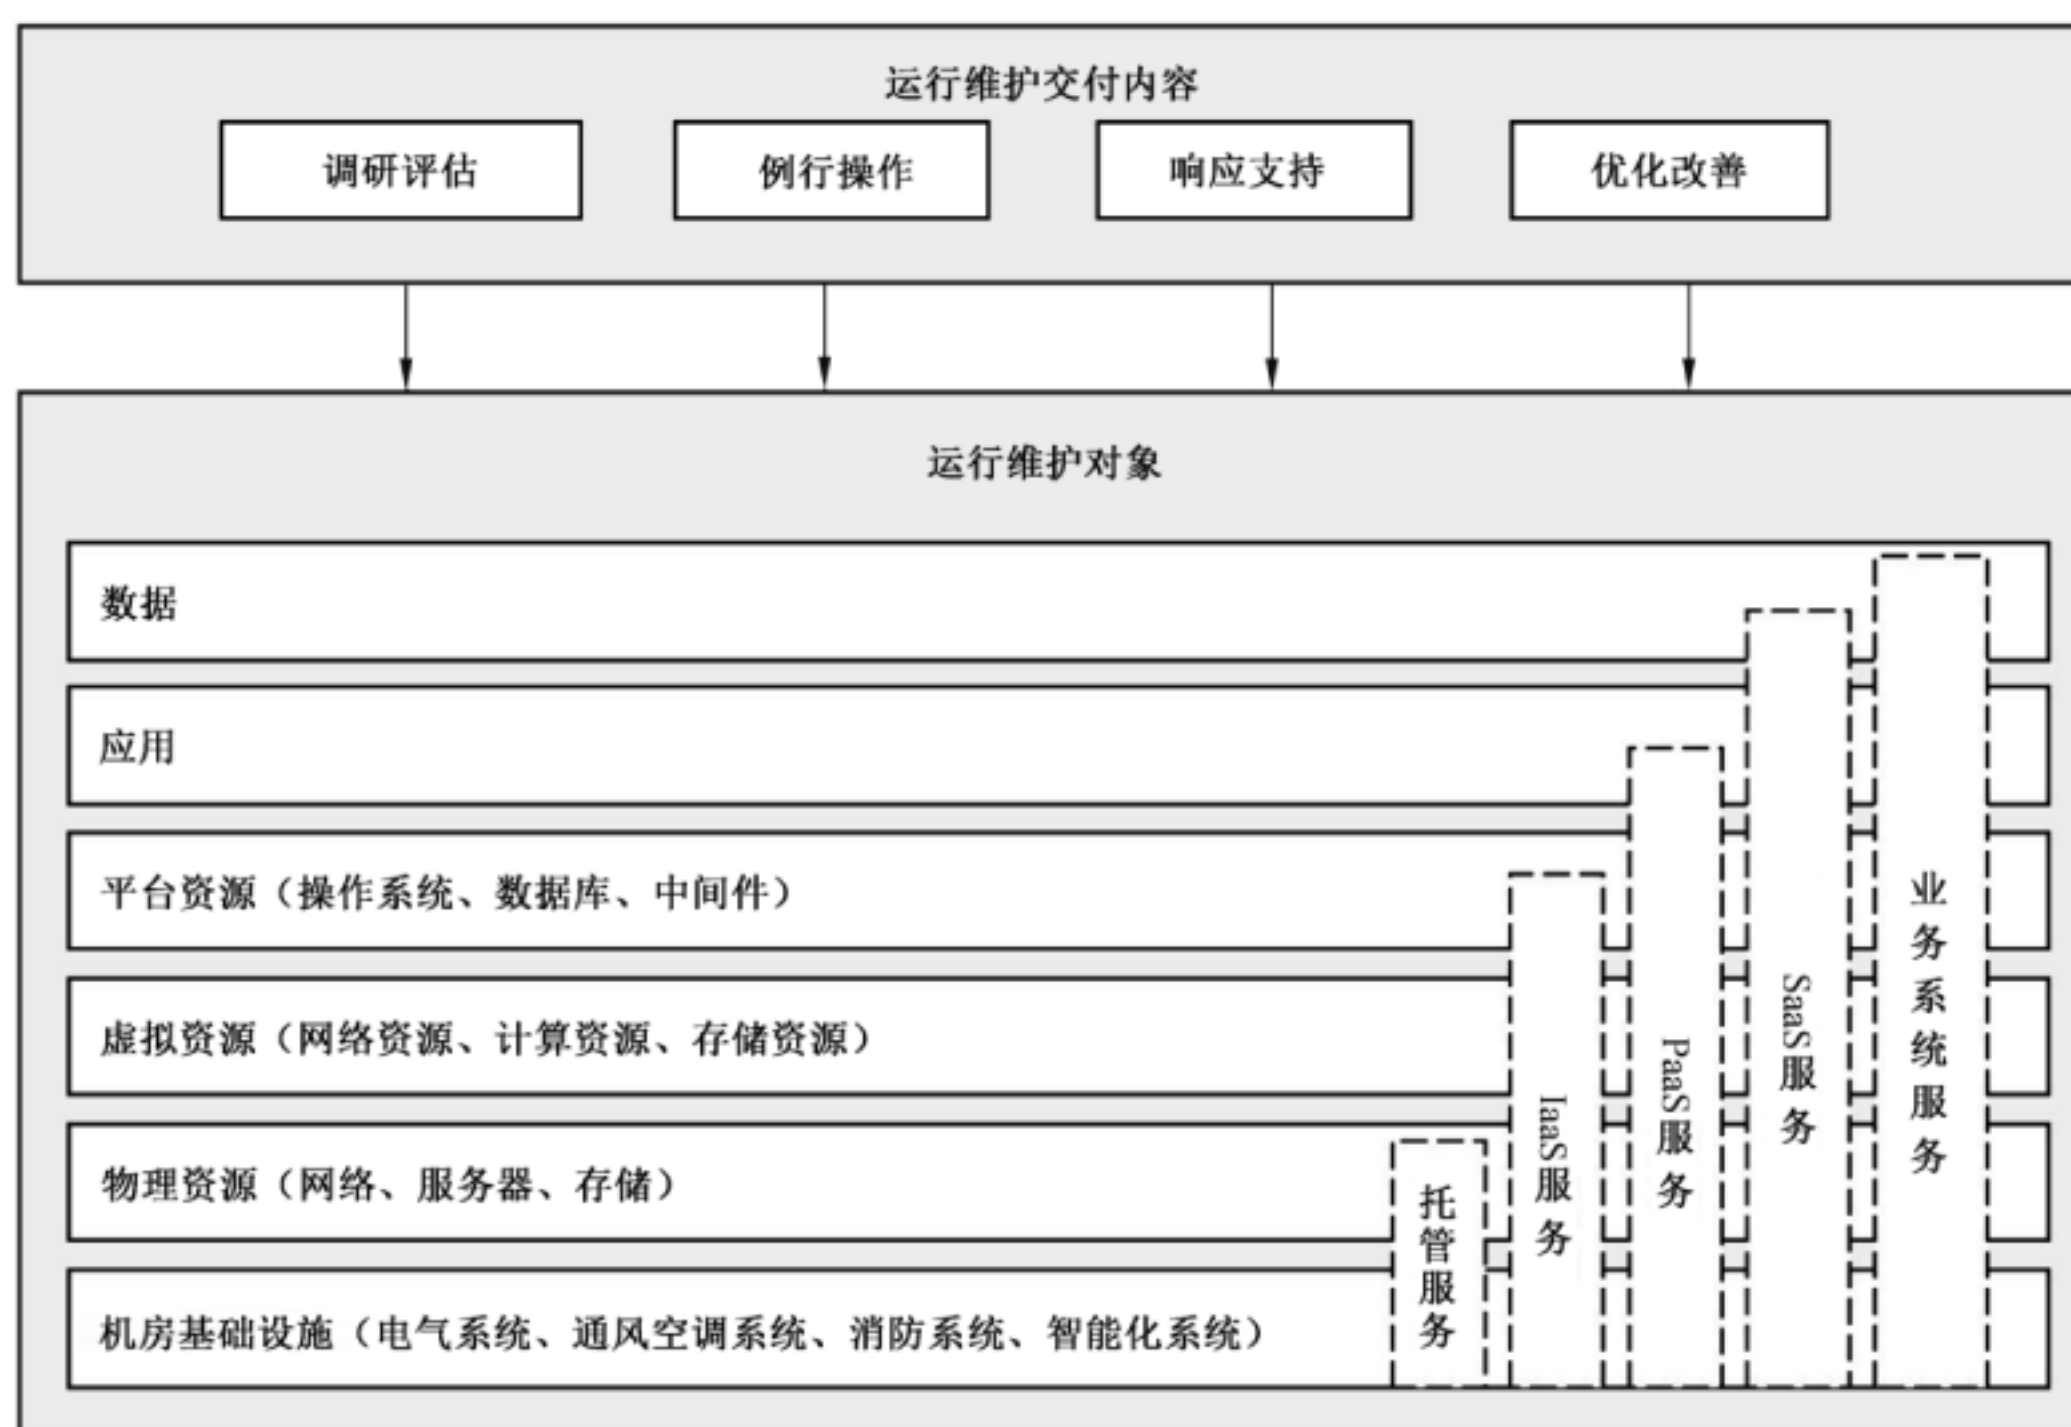 运行维护交付内容
调研评估
例行操作
响应支持
优化改善
运行维护对象
数据
应用
平台资源（操作系统、数据库、中间件）
虚拟资源（网络资源、计算资源、存储资源）
物理资源（网络、服务器、存储）
机房基础设施（电气系统、通风空调系统、消防系统、智能化系统）
托管服务
IaaS服务
PaaS服务
SaaS服务
业务系统服务